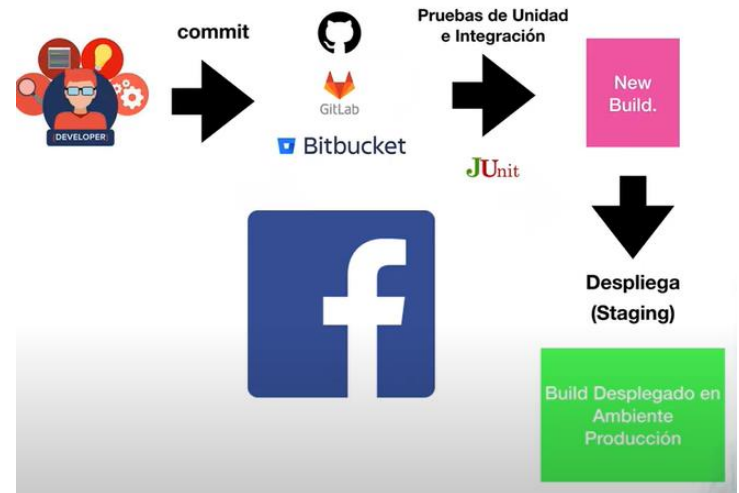 commit
Pruebas de Unidad
e Integración
New
Build.
GitLab
Bitbucket
JUnit
{DEVELOPER}
Despliega
(Staging)
Build Desplegado en
Ambiente
Producción
f